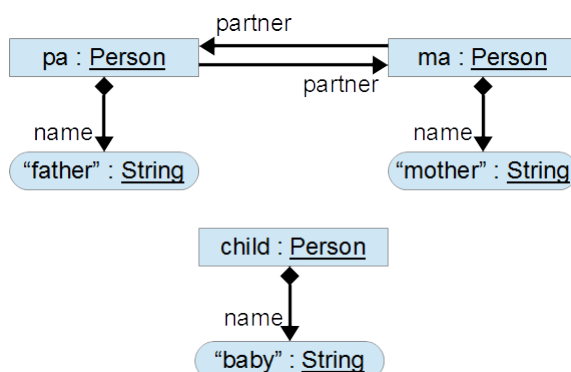 partner
pa : Person
ma : Person
partner
name
name
“father” : String
“mother” : String
child : Person
name
“baby” : String